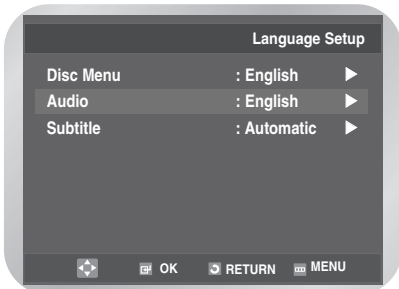 Language Setup
Disc Menu : English
Audio : English
Subtitle : Automatic
OK RETURN MENU